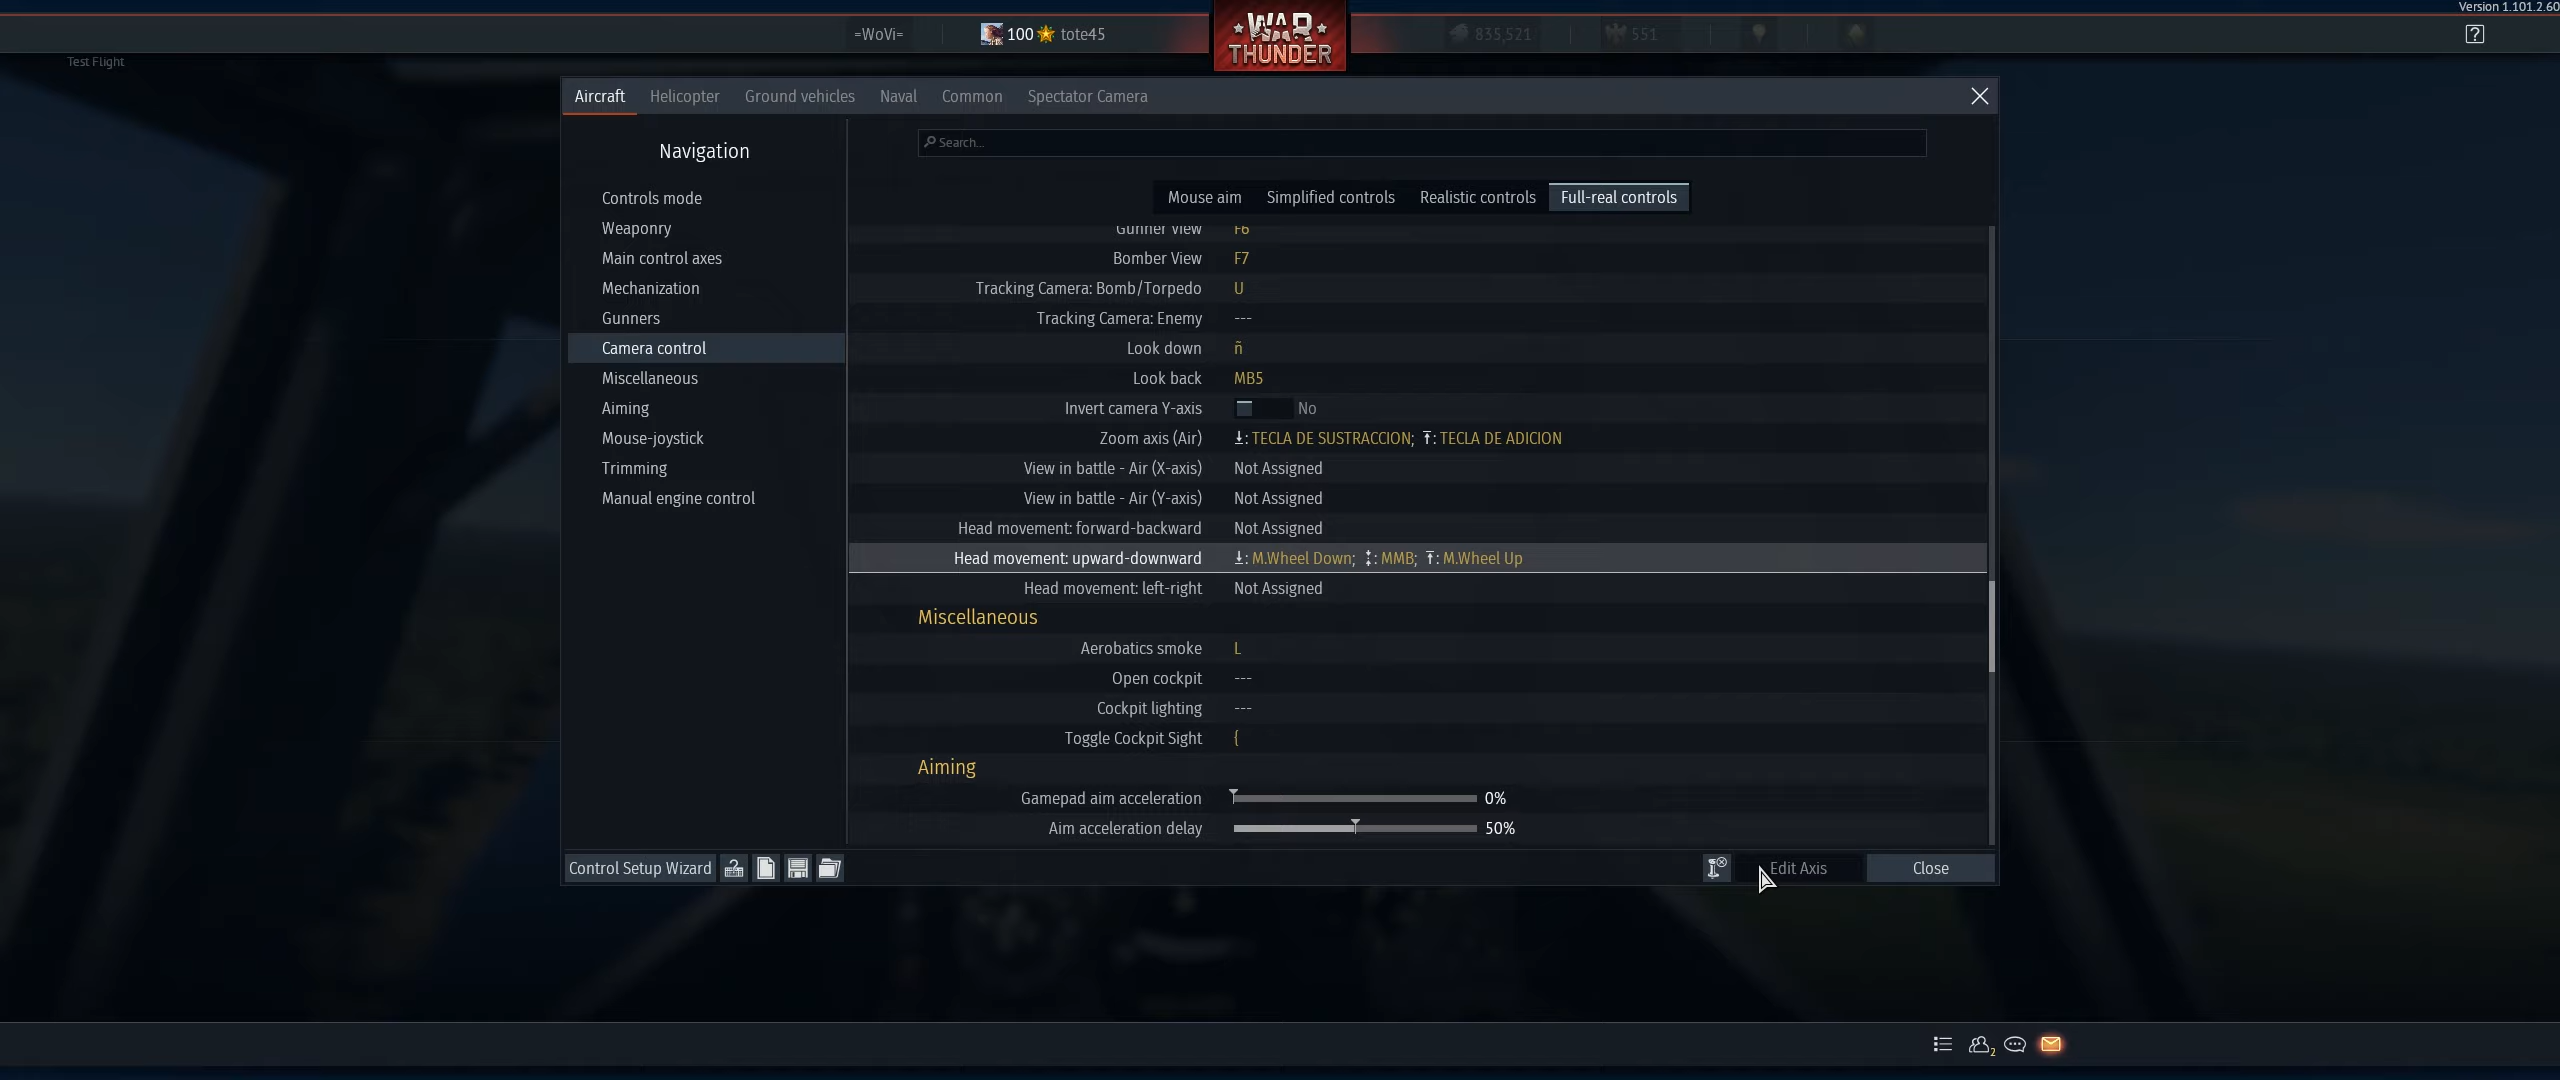 Version 1.101.2.60
=WoVi=
100 tote45
WAR THUNDER
835,521
551
Test Flight
Aircraft Helicopter Ground vehicles Naval Common Spectator Camera
Navigation
Search...
Controls mode
Weaponry
Main control axes
Mechanization
Gunners
Camera control
Miscellaneous
Aiming
Mouse-joystick
Trimming
Manual engine control
Mouse aim Simplified controls Realistic controls Full-real controls
Gunner View F6
Bomber View F7
Tracking Camera: Bomb/Torpedo U
Tracking Camera: Enemy ---
Look down ñ
Look back MB5
Invert camera Y-axis No
Zoom axis (Air) : TECLA DE SUSTRACCION; : TECLA DE ADICION
View in battle - Air (X-axis) Not Assigned
View in battle - Air (Y-axis) Not Assigned
Head movement: forward-backward Not Assigned
Head movement: upward-downward : M.Wheel Down; : MMB; : M.Wheel Up
Head movement: left-right Not Assigned
Miscellaneous
Aerobatics smoke L
Open cockpit ---
Cockpit lighting ---
Toggle Cockpit Sight {
Aiming
Gamepad aim acceleration 0%
Aim acceleration delay 50%
Control Setup Wizard
Edit Axis
Close
2